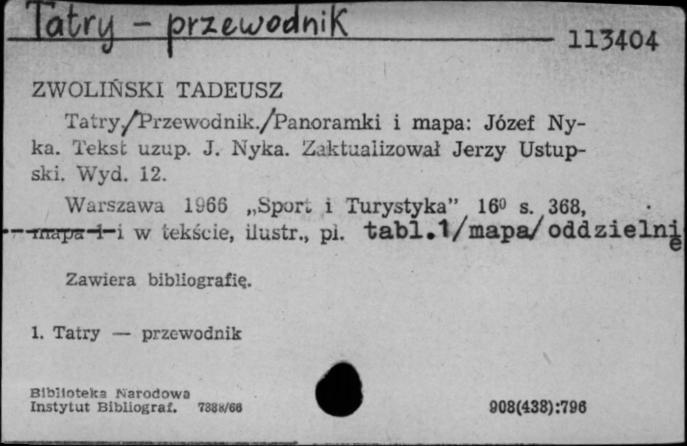 Tatry - przewodnik
113404
ZWOLIŃSKI TADEUSZ
Tatry/Przewodnik./Panoramki i mapa: Józef Ny-
ka. Tekst uzup. J. Nyka. Zaktualizował Jerzy Ustup-
ski. Wyd. 12.
Warszawa 1966 „Sport i Turystyka” 16⁰ s. 368,
mapa 1 i w tekście, ilustr., pl. tabl.1/mapa/oddzielnie
Zawiera bibliografię.
1. Tatry — przewodnik
Biblioteka Narodowa
Instytut Bibliograf. 7888/66
908(438):796